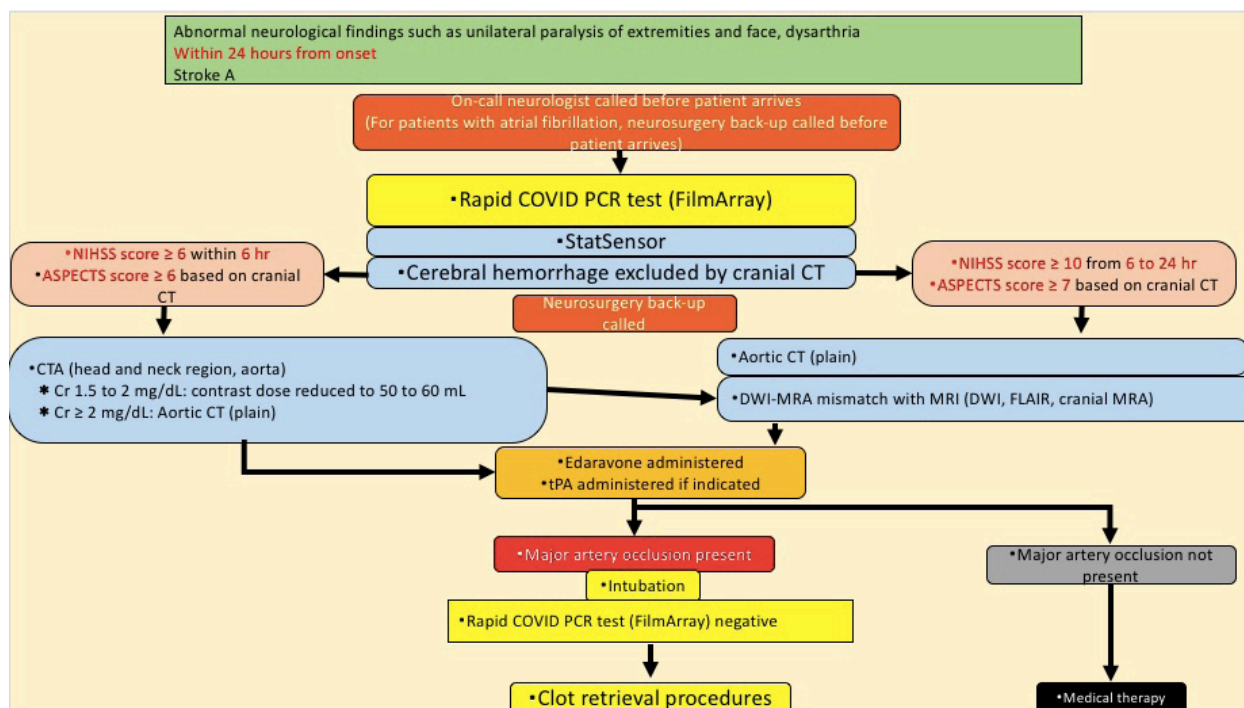 Abnormal neurological findings such as unilateral paralysis of extremities and face, dysarthria
Within 24 hours from onset
Stroke A
On-call neurologist called before patient arrives
(For patients with atrial fibrillation, neurosurgery back-up called before
patient arrives)
•Rapid COVID PCR test (FilmArray)
•StatSensor
•Cerebral hemorrhage excluded by cranial CT
•NIHSS score ≥ 6 within 6 hr
•ASPECTS score ≥ 6 based on cranial
CT
•NIHSS score ≥ 10 from 6 to 24 hr
•ASPECTS score ≥ 7 based on cranial CT
Neurosurgery back-up
called
•CTA (head and neck region, aorta)
✱ Cr 1.5 to 2 mg/dL: contrast dose reduced to 50 to 60 mL
✱ Cr ≥ 2 mg/dL: Aortic CT (plain)
•Aortic CT (plain)
•DWI-MRA mismatch with MRI (DWI, FLAIR, cranial MRA)
•Edaravone administered
•tPA administered if indicated
•Major artery occlusion present
•Major artery occlusion not
present
•Intubation
•Rapid COVID PCR test (FilmArray) negative
•Clot retrieval procedures
•Medical therapy